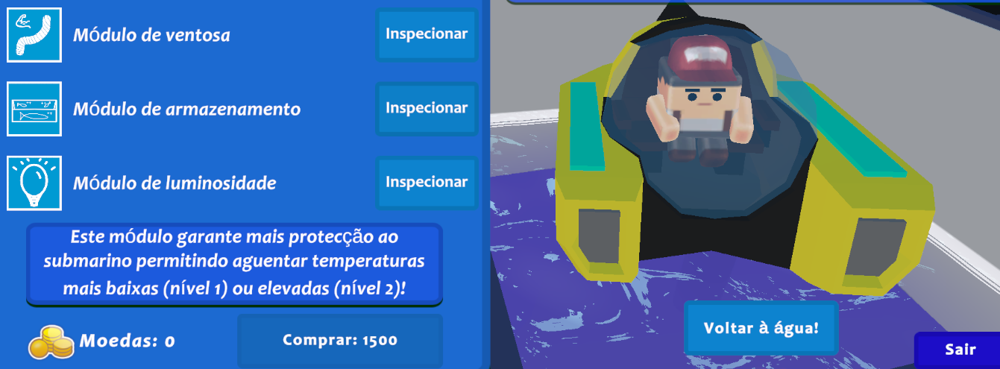 Módulo de ventosa
Inspecionar
Módulo de armazenamento
Inspecionar
Módulo de luminosidade
Inspecionar
Este módulo garante mais protecção ao
submarino permitindo aguentar temperaturas
mais baixas (nível 1) ou elevadas (nível 2)!
Moedas: 0
Comprar: 1500
Voltar à água!
Sair